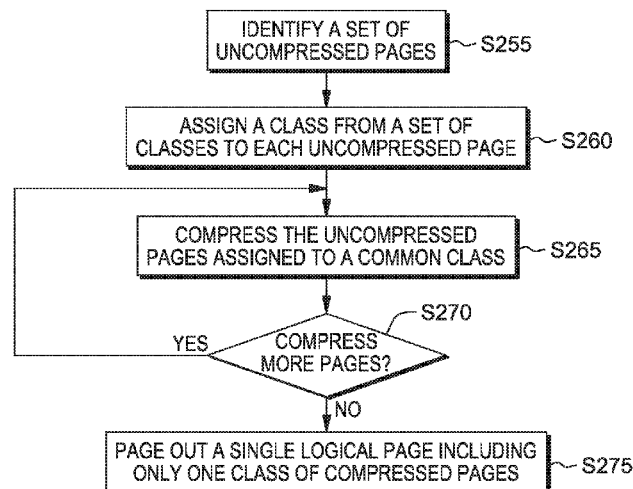 IDENTIFY A SET OF
UNCOMPRESSED PAGES
S255
ASSIGN A CLASS FROM A SET OF
CLASSES TO EACH UNCOMPRESSED PAGE
S260
COMPRESS THE UNCOMPRESSED
PAGES ASSIGNED TO A COMMON CLASS
S265
S270
YES
COMPRESS
MORE PAGES?
NO
PAGE OUT A SINGLE LOGICAL PAGE INCLUDING
ONLY ONE CLASS OF COMPRESSED PAGES
S275